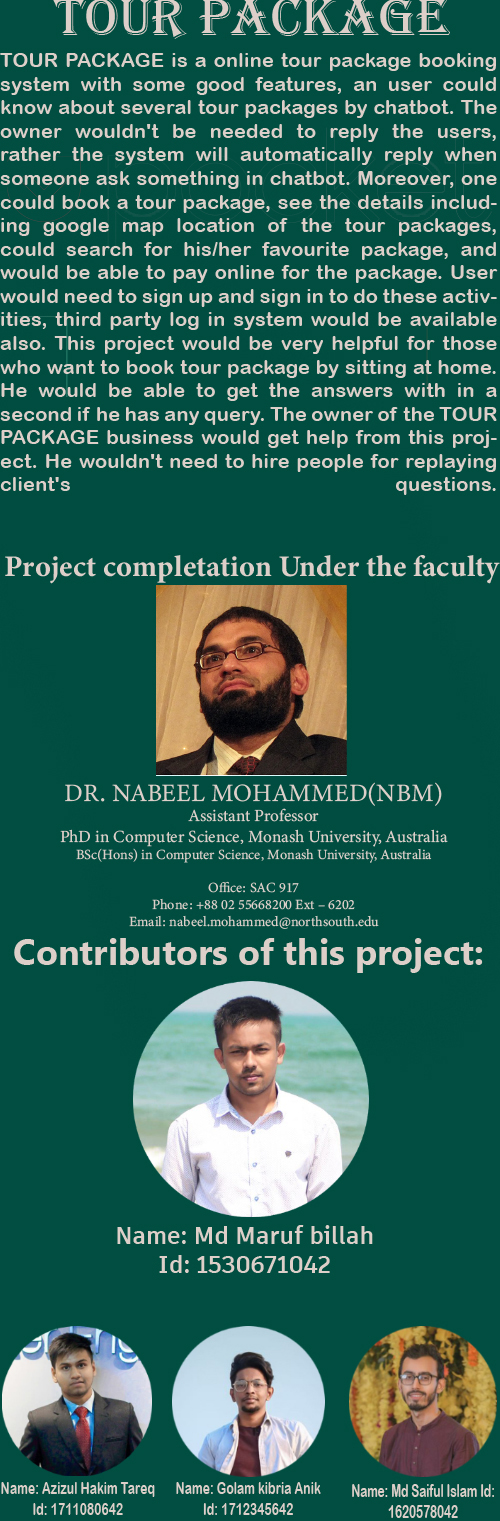 TOUR PACKAGE
TOUR PACKAGE is a online tour package booking
system with some good features, an user could
know about several tour packages by chatbot. The
owner wouldn't be needed to reply the users,
rather the system will automatically reply when
someone ask something in chatbot. Moreover, one
could book a tour package, see the details includ-
ing google map location of the tour packages,
could search for his/her favourite package, and
would be able to pay online for the package. User
would need to sign up and sign in to do these activ-
ities, third party log in system would be available
also. This project would be very helpful for those
who want to book tour package by sitting at home.
He would be able to get the answers with in a
second if he has any query. The owner of the TOUR
PACKAGE business would get help from this proj-
ect. He wouldn't need to hire people for replaying
client's questions.
Project completation Under the faculty
DR. NABEEL MOHAMMED(NBM)
Assistant Professor
PhD in Computer Science, Monash University, Australia
BSc(Hons) in Computer Science, Monash University, Australia
Office: SAC 917
Phone: +88 02 55668200 Ext – 6202
Email: nabeel.mohammed@northsouth.edu
Contributors of this project:
Name: Md Maruf billah
Id: 1530671042
Name: Azizul Hakim Tareq
Id: 1711080642
Name: Golam kibria Anik
Id: 1712345642
Name: Md Saiful Islam Id:
1620578042